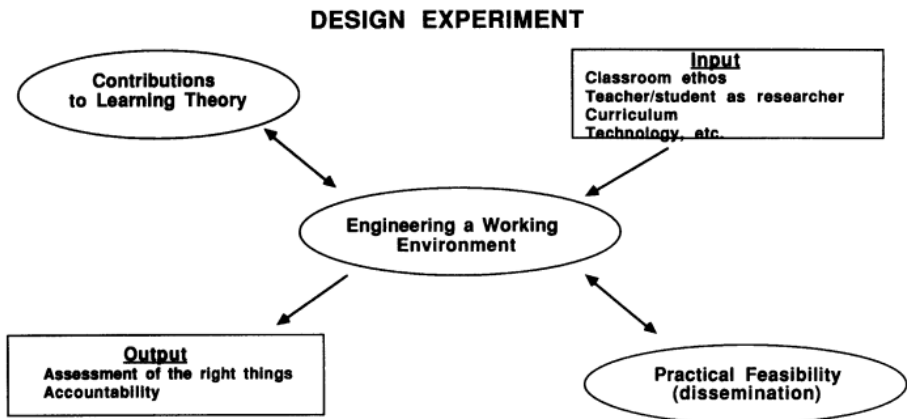 DESIGN EXPERIMENT
Contributions
to Learning Theory
Input
Classroom ethos
Teacher/student as researcher
Curriculum
Technology, etc.
Engineering a Working
Environment
Output
Assessment of the right things
Accountability
Practical Feasibility
(dissemination)